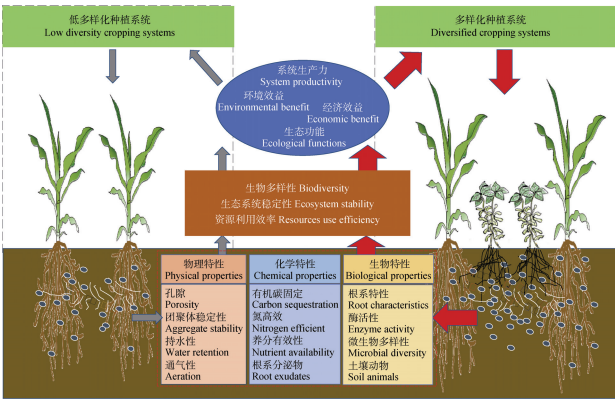 低多样化种植系统
Low diversity cropping systems
多样化种植系统
Diversified cropping systems
系统生产力
System productivity
环境效益
Environmental benefit
经济效益
Economic benefit
生态功能
Ecological functions
生物多样性 Biodiversity
生态系统稳定性 Ecosystem stability
资源利用效率 Resources use efficiency
物理特性
Physical properties
孔隙
Porosity
团聚体稳定性
Aggregate stability
持水性
Water retention
通气性
Aeration
化学特性
Chemical properties
有机碳固定
Carbon sequestration
氮高效
Nitrogen efficient
养分有效性
Nutrient availability
根系分泌物
Root exudates
生物特性
Biological properties
根系特性
Root characteristics
酶活性
Enzyme activity
微生物多样性
Microbial diversity
土壤动物
Soil animals